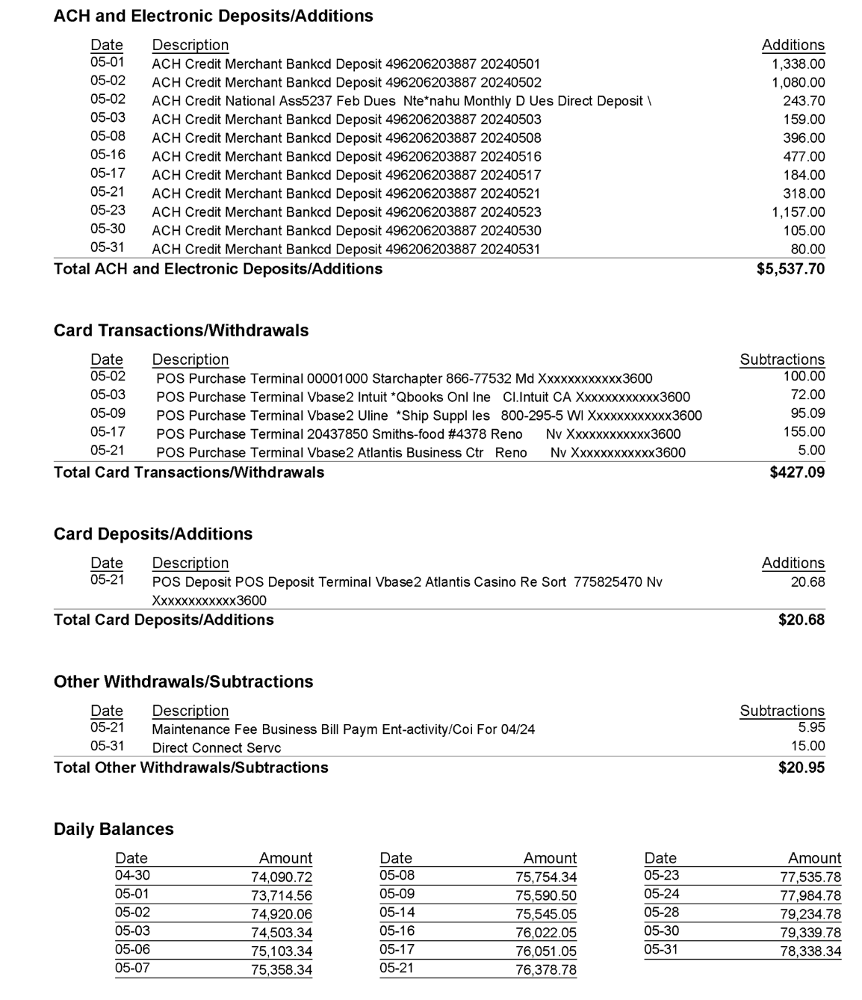 ACH and Electronic Deposits/Additions
Date Description Additions
05-01 ACH Credit Merchant Bankcd Deposit 496206203887 20240501 1,338.00
05-02 ACH Credit Merchant Bankcd Deposit 496206203887 20240502 1,080.00
05-02 ACH Credit National Ass5237 Feb Dues Nte*nahu Monthly D Ues Direct Deposit \ 243.70
05-03 ACH Credit Merchant Bankcd Deposit 496206203887 20240503 159.00
05-08 ACH Credit Merchant Bankcd Deposit 496206203887 20240508 396.00
05-16 ACH Credit Merchant Bankcd Deposit 496206203887 20240516 477.00
05-17 ACH Credit Merchant Bankcd Deposit 496206203887 20240517 184.00
05-21 ACH Credit Merchant Bankcd Deposit 496206203887 20240521 318.00
05-23 ACH Credit Merchant Bankcd Deposit 496206203887 20240523 1,157.00
05-30 ACH Credit Merchant Bankcd Deposit 496206203887 20240530 105.00
05-31 ACH Credit Merchant Bankcd Deposit 496206203887 20240531 80.00
Total ACH and Electronic Deposits/Additions $5,537.70
Card Transactions/Withdrawals
Date Description Subtractions
05-02 POS Purchase Terminal 00001000 Starchapter 866-77532 Md Xxxxxxxxxxxx3600 100.00
05-03 POS Purchase Terminal Vbase2 Intuit *Qbooks Onl Ine Cl.Intuit CA Xxxxxxxxxxxx3600 72.00
05-09 POS Purchase Terminal Vbase2 Uline *Ship Suppl Ies 800-295-5 WI Xxxxxxxxxxxx3600 95.09
05-17 POS Purchase Terminal 20437850 Smiths-food #4378 Reno Nv Xxxxxxxxxxxx3600 155.00
05-21 POS Purchase Terminal Vbase2 Atlantis Business Ctr Reno Nv Xxxxxxxxxxxx3600 5.00
Total Card Transactions/Withdrawals $427.09
Card Deposits/Additions
Date Description Additions
05-21 POS Deposit POS Deposit Terminal Vbase2 Atlantis Casino Re Sort 775825470 Nv 20.68
Xxxxxxxxxxxx3600
Total Card Deposits/Additions $20.68
Other Withdrawals/Subtractions
Date Description Subtractions
05-21 Maintenance Fee Business Bill Paym Ent-activity/Coi For 04/24 5.95
05-31 Direct Connect Servc 15.00
Total Other Withdrawals/Subtractions $20.95
Daily Balances
Date Amount Date Amount Date Amount
04-30 74,090.72 05-08 75,754.34 05-23 77,535.78
05-01 73,714.56 05-09 75,590.50 05-24 77,984.78
05-02 74,920.06 05-14 75,545.05 05-28 79,234.78
05-03 74,503.34 05-16 76,022.05 05-30 79,339.78
05-06 75,103.34 05-17 76,051.05 05-31 78,338.34
05-07 75,358.34 05-21 76,378.78